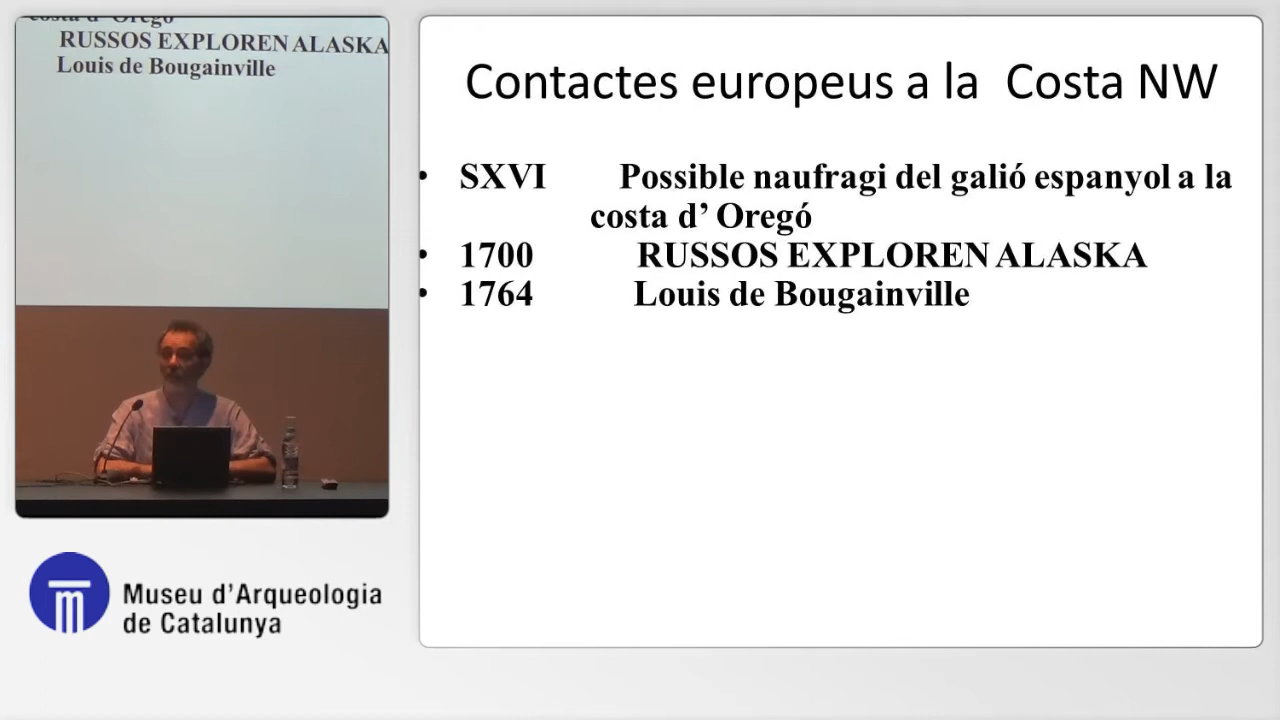 costa d' Oregó
RUSSOS EXPLOREN ALASKA
Louis de Bougainville
Contactes europeus a la Costa NW
• SXVI Possible naufragi del galió espanyol a la
costa d' Oregó
• 1700 RUSSOS EXPLOREN ALASKA
• 1764 Louis de Bougainville
m
Museu d'Arqueologia
de Catalunya